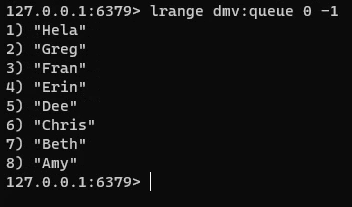 127.0.0.1:6379> lrange dmv:queue 0 -1
1) "Hela"
2) "Greg"
3) "Fran"
4) "Erin"
5) "Dee"
6) "Chris"
7) "Beth"
8) "Amy"
127.0.0.1:6379>